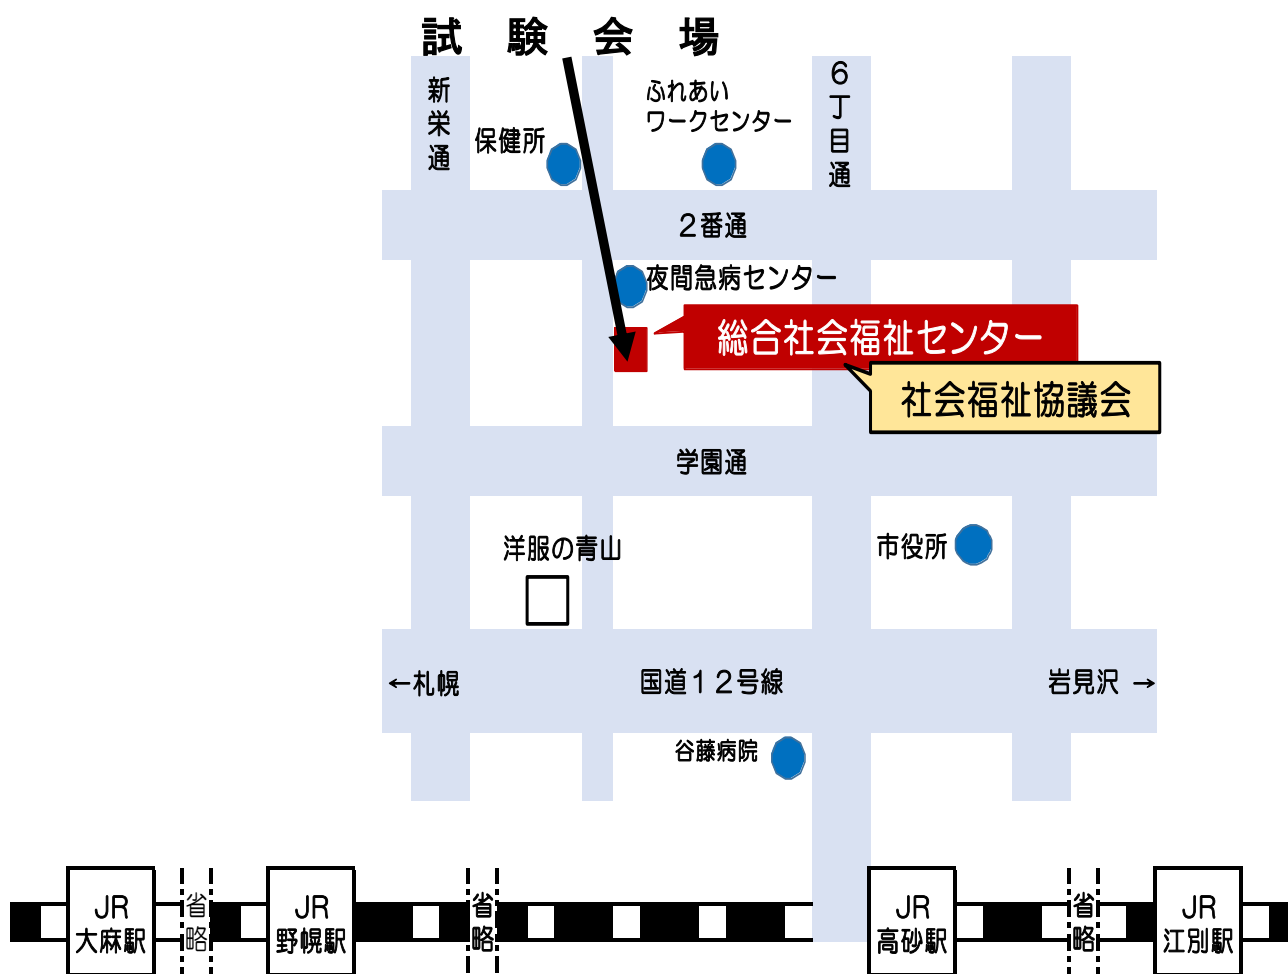 試験会場
新栄通
保健所
ふれあい
ワークセンター
6丁目通
2番通
夜間急病センター
総合社会福祉センター
社会福祉協議会
学園通
洋服の青山
市役所
←札幌
国道12号線
岩見沢 →
谷藤病院
JR
大麻駅
省略
JR
野幌駅
省略
JR
高砂駅
省略
JR
江別駅